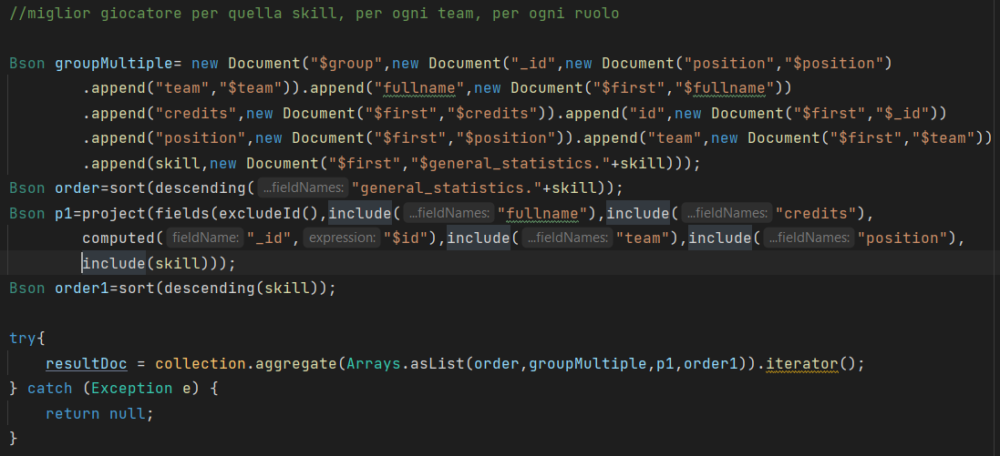 //miglior giocatore per quella skill, per ogni team, per ogni ruolo
Bson groupMultiple= new Document("$group",new Document("_id",new Document("position","$position")
.append("team","$team")).append("fullname",new Document("$first","$fullname"))
.append("credits",new Document("$first","$credits")).append("id",new Document("$first","$_id"))
.append("position",new Document("$first","$position")).append("team",new Document("$first","$team"))
.append(skill,new Document("$first","$general_statistics."+skill)));
Bson order=sort(descending( ...fieldNames: "general_statistics."+skill));
Bson p1=project(fields(excludeId(),include( ...fieldNames: "fullname"),include( ...fieldNames: "credits"),
computed( fieldName: "_id", expression: "$id"),include( ...fieldNames: "team"),include( ...fieldNames: "position"),
include(skill)));
Bson order1=sort(descending(skill));
try{
resultDoc = collection.aggregate(Arrays.asList(order,groupMultiple,p1,order1)).iterator();
} catch (Exception e) {
return null;
}